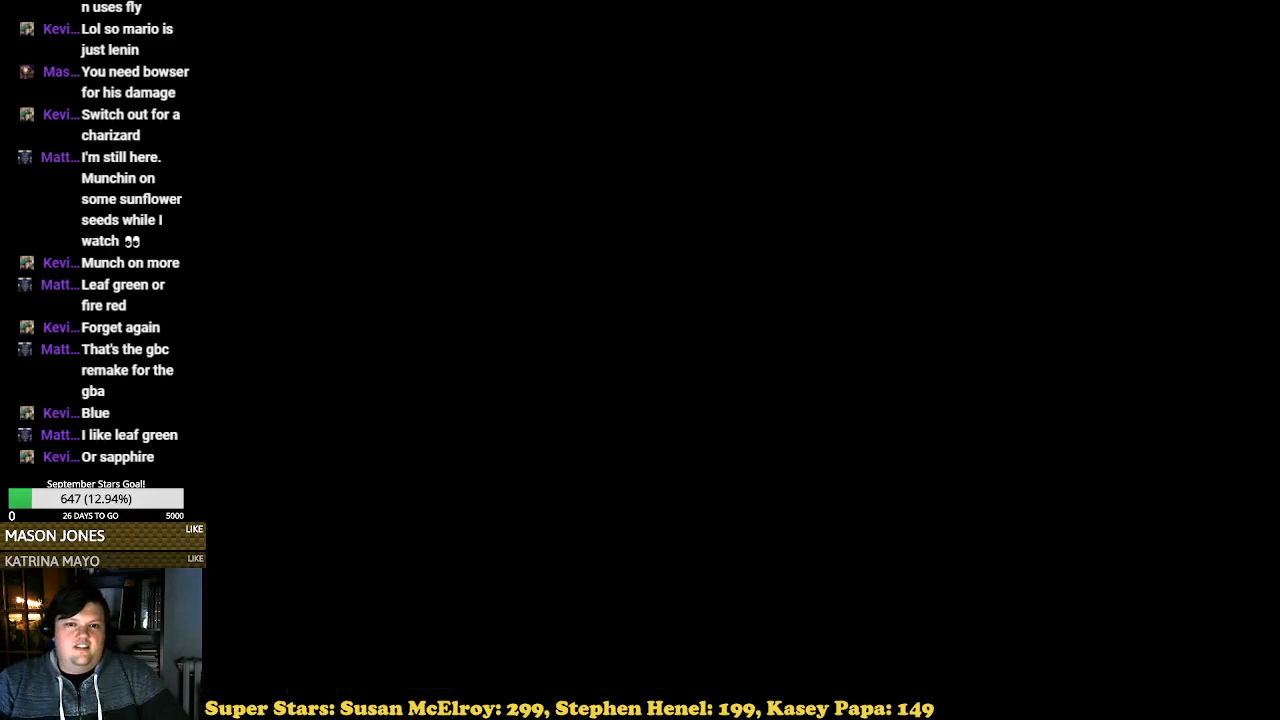 n uses fly
Kevi... Lol so mario is
just lenin
Mas... You need bowser
for his damage
Kevi... Switch out for a
charizard
Matt... I'm still here.
Munchin on
some sunflower
seeds while I
watch 👀
Kevi... Munch on more
Matt... Leaf green or
fire red
Kevi... Forget again
Matt... That's the gbc
remake for the
gba
Kevi... Blue
Matt... I like leaf green
Kevi... Or sapphire
September Stars Goal!
647 (12.94%)
0 26 DAYS TO GO 5000
MASON JONES LIKE
KATRINA MAYO LIKE
Super Stars: Susan McElroy: 299, Stephen Henel: 199, Kasey Papa: 149